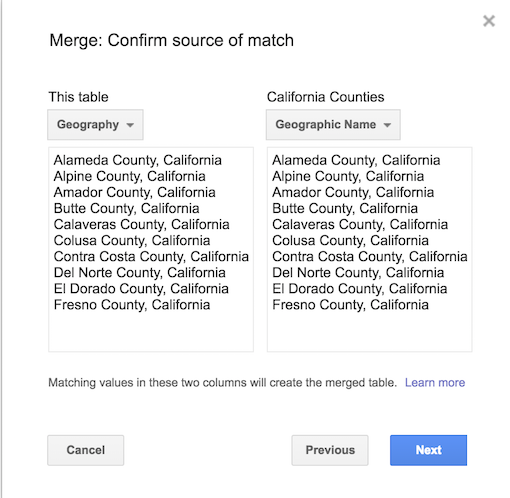 Merge: Confirm source of match
This table
Geography
Alameda County, California
Alpine County, California
Amador County, California
Butte County, California
Calaveras County, California
Colusa County, California
Contra Costa County, California
Del Norte County, California
El Dorado County, California
Fresno County, California
California Counties
Geographic Name
Alameda County, California
Alpine County, California
Amador County, California
Butte County, California
Calaveras County, California
Colusa County, California
Contra Costa County, California
Del Norte County, California
El Dorado County, California
Fresno County, California
Matching values in these two columns will create the merged table. Learn more
Cancel
Previous
Next